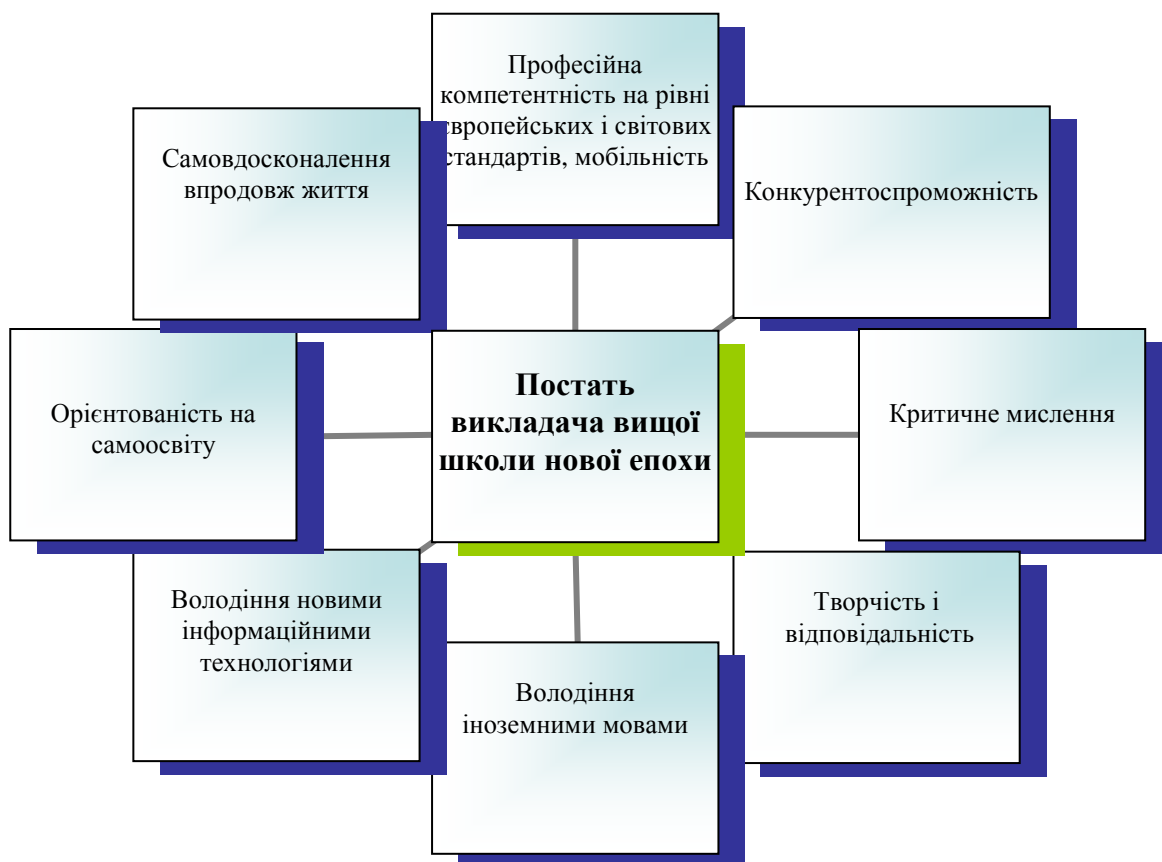 Професійна
компетентність на рівні
європейських і світових
стандартів, мобільність
Самовдосконалення
впродовж життя
Конкурентоспроможність
Орієнтованість на
самоосвіту
Постать
викладача вищої
школи нової епохи
Критичне мислення
Володіння новими
інформаційними
технологіями
Творчість і
відповідальність
Володіння
іноземними мовами